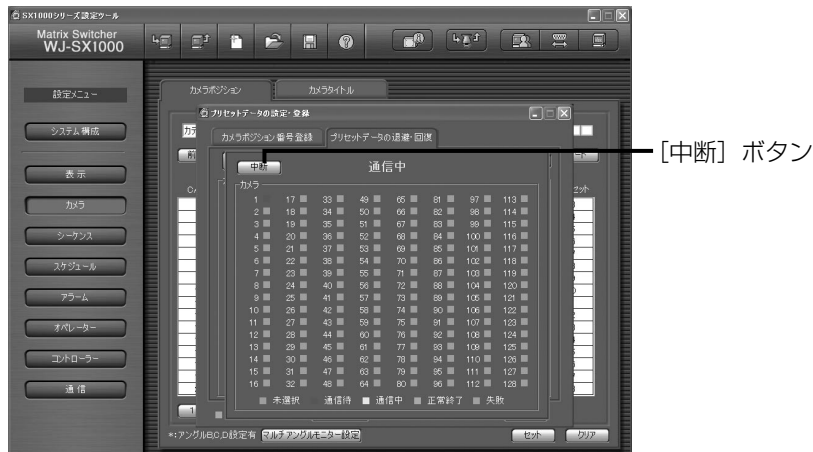 SX1000シリーズ設定ツール
Matrix Switcher
WJ-SX1000
設定メニュー
システム構成
表示
カメラ
シーケンス
スケジュール
アラーム
オペレーター
コントローラー
通信
カメラポジション
カメラタイトル
プリセットデータの設定・登録
カメラポジション番号登録
プリセットデータの退避・回復
中断
通信中
[中断] ボタン
カメラ
1 17 33 49 65 81 97 113
2 18 34 50 66 82 98 114
3 19 35 51 67 83 99 115
4 20 36 52 68 84 100 116
5 21 37 53 69 85 101 117
6 22 38 54 70 86 102 118
7 23 39 55 71 87 103 119
8 24 40 56 72 88 104 120
9 25 41 57 73 89 105 121
10 26 42 58 74 90 106 122
11 27 43 59 75 91 107 123
12 28 44 60 76 92 108 124
13 29 45 61 77 93 109 125
14 30 46 62 78 94 110 126
15 31 47 63 79 95 111 127
16 32 48 64 80 96 112 128
未選択 通信待 通信中 正常終了 失敗
*:アングルB,C,D設定有 マルチアングルモニター設定
セット
クリア